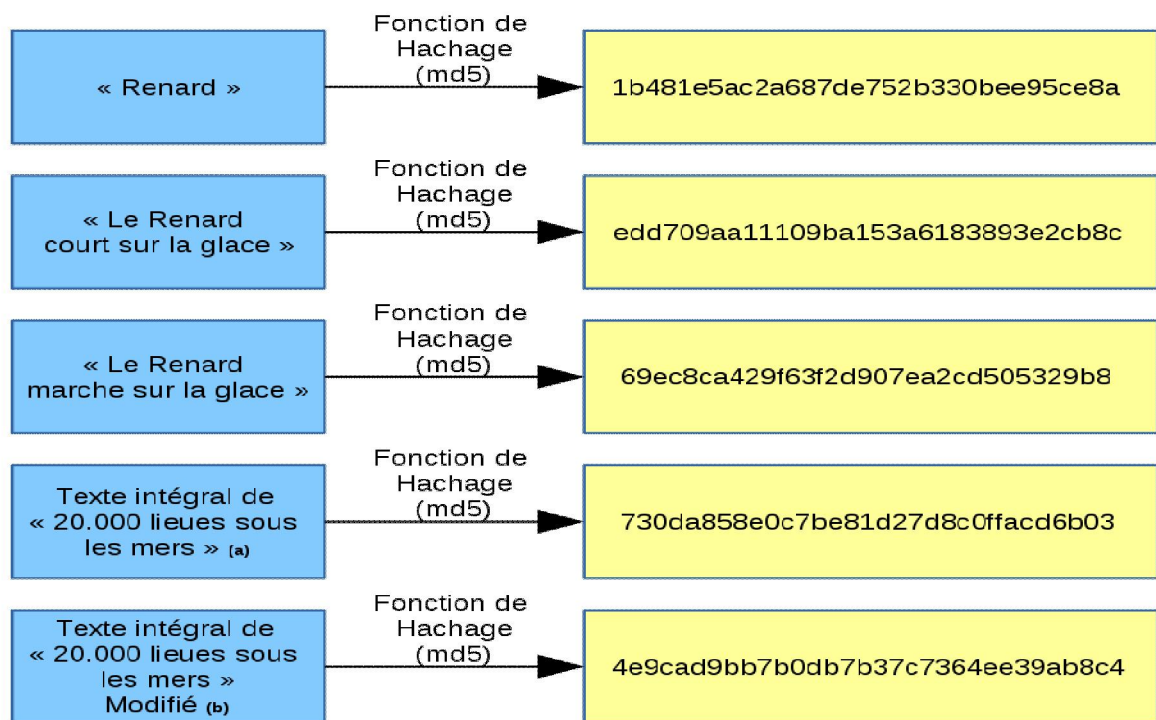 Fonction de
Hachage
(md5)
« Renard »
1b481e5ac2a687de752b330bee95ce8a
Fonction de
Hachage
(md5)
« Le Renard
court sur la glace »
edd709aa11109ba153a6183893e2cb8c
Fonction de
Hachage
(md5)
« Le Renard
marche sur la glace »
69ec8ca429f63f2d907ea2cd505329b8
Fonction de
Hachage
(md5)
Texte intégral de
« 20.000 lieues sous
les mers » (a)
730da858e0c7be81d27d8c0ffacd6b03
Fonction de
Hachage
(md5)
Texte intégral de
« 20.000 lieues sous
les mers »
Modifié (b)
4e9cad9bb7b0db7b37c7364ee39ab8c4